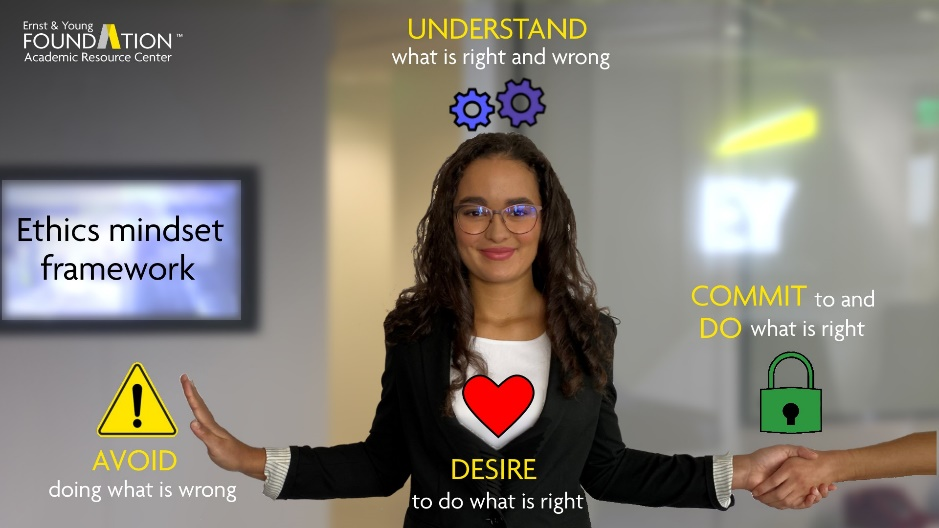 Ernst & Young
FOUNDATION™
Academic Resource Center
UNDERSTAND
what is right and wrong
EY
Ethics mindset
framework
COMMIT to and
DO what is right
AVOID
doing what is wrong
DESIRE
to do what is right